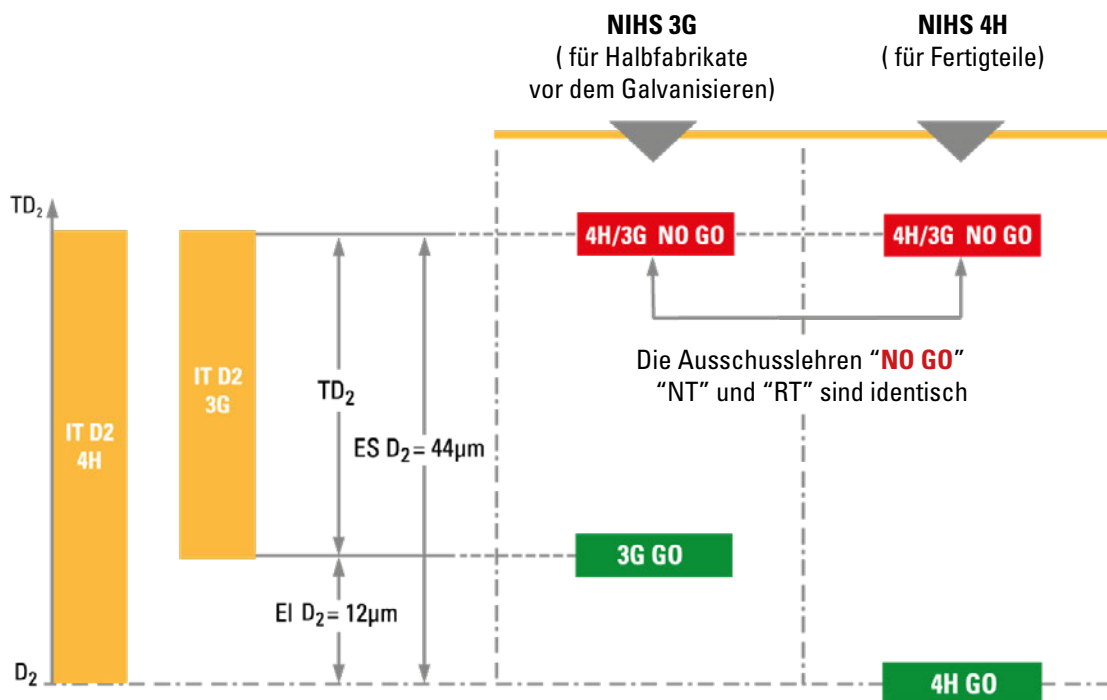 NIHS 3G
( für Halbfabrikate
vor dem Galvanisieren)
NIHS 4H
( für Fertigteile)
TD₂
4H/3G NO GO
4H/3G NO GO
Die Ausschusslehren “NO GO”
“NT” und “RT” sind identisch
IT D2
3G
TD₂
IT D2
4H
ES D₂= 44µm
3G GO
EI D₂= 12µm
D₂
4H GO